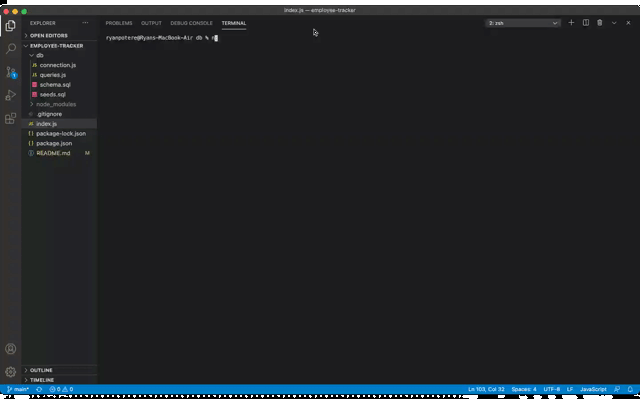 index.js — employee-tracker
EXPLORER
OPEN EDITORS
EMPLOYEE-TRACKER
db
connection.js
queries.js
schema.sql
seeds.sql
node_modules
.gitignore
index.js
package-lock.json
package.json
README.md M
OUTLINE
TIMELINE
PROBLEMS OUTPUT DEBUG CONSOLE TERMINAL
2: zsh
ryanpotere@Ryans-MacBook-Air db %
main* 0 0
Ln 103, Col 32 Spaces: 4 UTF-8 LF JavaScript